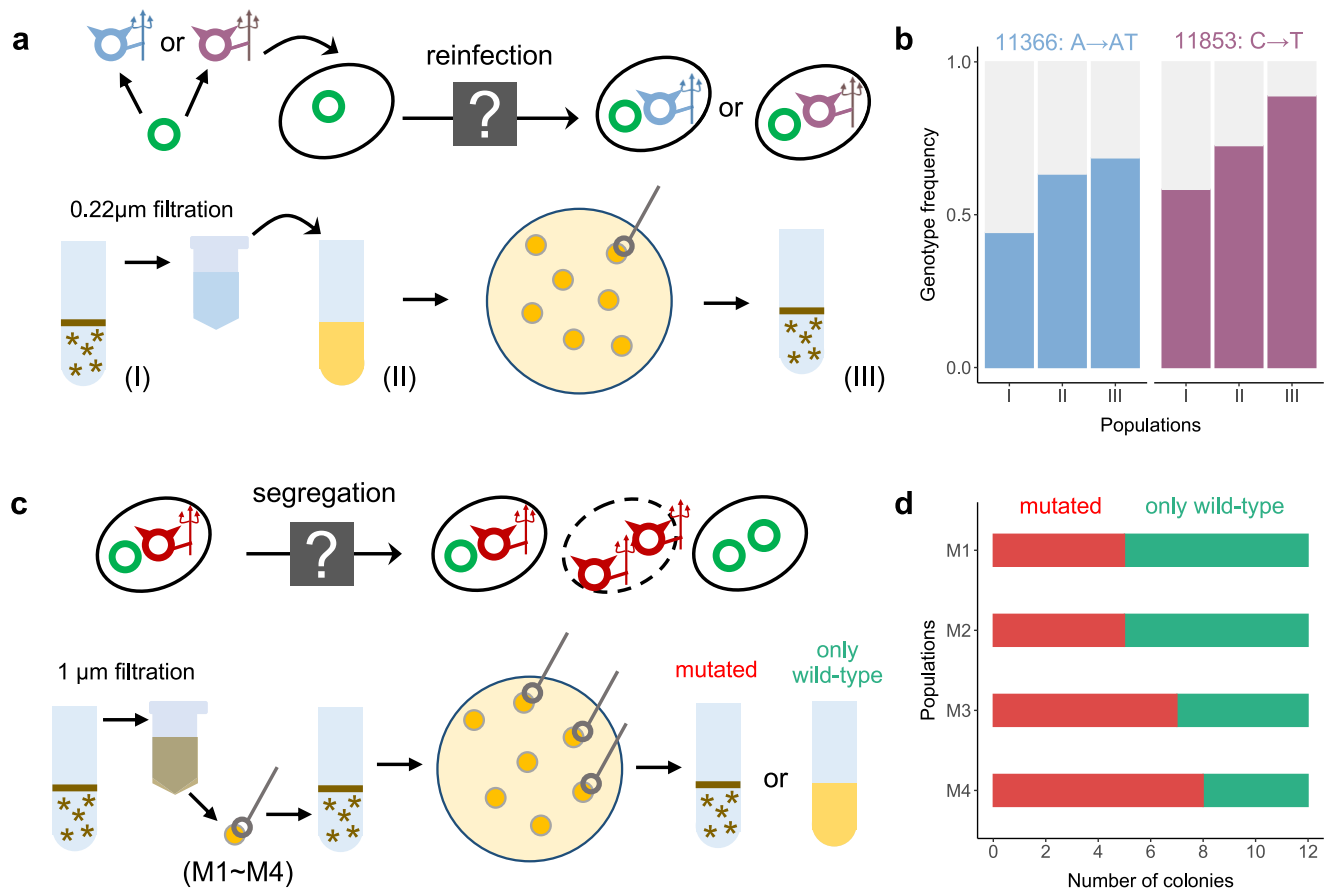 a
or
reinfection
?
or
0.22μm filtration
(I)
(II)
(III)
b
11366: A→AT
11853: C→T
1.0
0.5
0.0
Genotype frequency
I
II
III
I
II
III
Populations
c
segregation
?
1 μm filtration
(M1~M4)
mutated
only
wild-type
or
d
mutated
only wild-type
M1
M2
M3
M4
Populations
0
2
4
6
8
10
12
Number of colonies